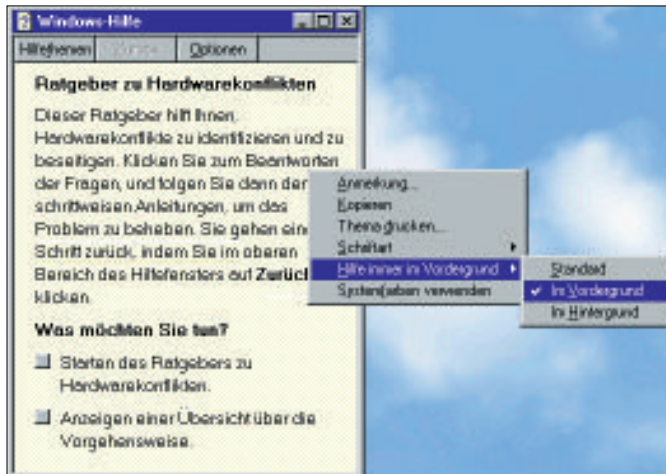 Windows-Hilfe
Hilfethemen Zurück Optionen
Ratgeber zu Hardwarekonflikten
Dieser Ratgeber hilft Ihnen,
Hardwarekonflikte zu identifizieren und zu
beseitigen. Klicken Sie zum Beantworten
der Fragen, und folgen Sie dann der
schrittweisen Anleitungen, um das
Problem zu beheben. Sie gehen ein
Schritt zurück, indem Sie im oberen
Bereich des Hilfefensters auf Zurück
klicken.
Was möchten Sie tun?
Starten des Ratgebers zu
Hardwarekonflikten.
Anzeigen einer Übersicht über die
Vorgehensweise.
Anmerkung...
Kopieren
Thema drucken...
Schriftart
Hilfe immer im Vordergrund
Systemfarben verwenden
Standard
Im Vordergrund
Im Hintergrund